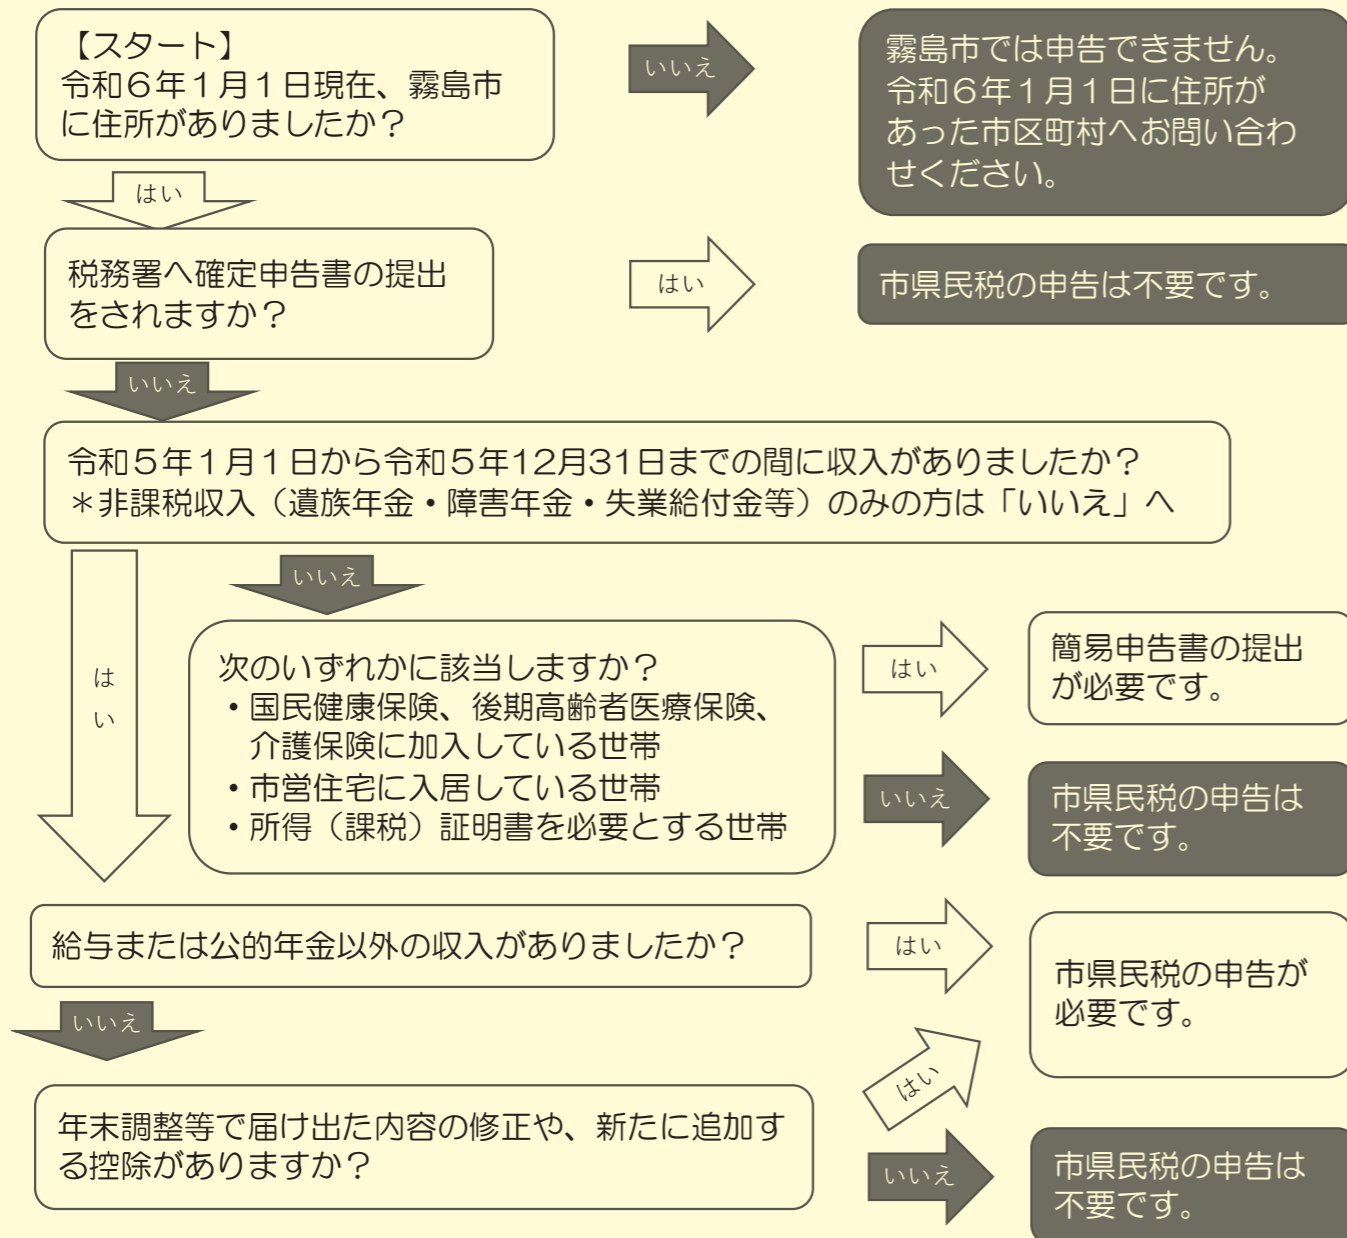 【スタート】
令和６年１月１日現在、霧島市
に住所がありましたか？
いいえ
霧島市では申告できません。
令和６年１月１日に住所が
あった市区町村へお問い合わ
せください。
はい
税務署へ確定申告書の提出
をされますか？
はい
市県民税の申告は不要です。
いいえ
令和５年１月１日から令和５年12月31日までの間に収入がありましたか？
＊非課税収入（遺族年金・障害年金・失業給付金等）のみの方は「いいえ」へ
はい
いいえ
次のいずれかに該当しますか？
・国民健康保険、後期高齢者医療保険、
介護保険に加入している世帯
・市営住宅に入居している世帯
・所得（課税）証明書を必要とする世帯
はい
簡易申告書の提出
が必要です。
いいえ
市県民税の申告は
不要です。
給与または公的年金以外の収入がありましたか？
はい
市県民税の申告が
必要です。
いいえ
年末調整等で届け出た内容の修正や、新たに追加す
る控除がありますか？
はい
いいえ
市県民税の申告は
不要です。